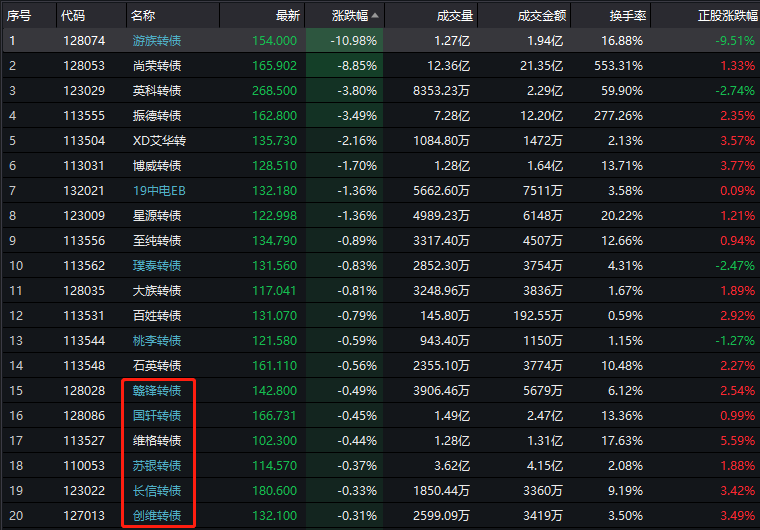 序号 代码 名称 最新 涨跌幅 成交量 成交金额 换手率 正股涨跌幅
1 128074 游族转债 154.000 -10.98% 1.27亿 1.94亿 16.88% -9.51%
2 128053 尚荣转债 165.902 -8.85% 12.36亿 21.35亿 553.31% 1.33%
3 123029 英科转债 268.500 -3.80% 8353.23万 2.29亿 59.90% -2.74%
4 113555 振德转债 162.800 -3.49% 7.28亿 12.20亿 277.26% 2.35%
5 113504 XD艾华转 135.730 -2.16% 1084.80万 1472万 2.13% 3.57%
6 113031 博威转债 128.510 -1.70% 1.28亿 1.64亿 13.71% 3.77%
7 132021 19中电EB 132.180 -1.36% 5662.60万 7511万 3.58% 0.09%
8 123009 星源转债 122.998 -1.36% 4989.23万 6148万 20.22% 1.21%
9 113556 至纯转债 134.790 -0.89% 3317.40万 4507万 12.66% 0.94%
10 113562 璞泰转债 131.560 -0.83% 2852.30万 3754万 4.31% -2.47%
11 128035 大族转债 117.041 -0.81% 3248.96万 3836万 1.67% 1.89%
12 113531 百姓转债 131.070 -0.79% 145.80万 192.55万 0.59% 2.92%
13 113544 桃李转债 121.580 -0.59% 943.40万 1150万 1.15% -1.27%
14 113548 石英转债 161.110 -0.56% 2355.10万 3774万 10.48% 2.27%
15 128028 赣锋转债 142.800 -0.49% 3906.46万 5679万 6.12% 2.54%
16 128086 国轩转债 166.731 -0.45% 1.49亿 2.47亿 13.36% 0.99%
17 113527 维格转债 102.300 -0.44% 1.28亿 1.31亿 17.63% 5.59%
18 110053 苏银转债 114.570 -0.37% 3.62亿 4.15亿 2.08% 1.88%
19 123022 长信转债 180.600 -0.33% 1850.44万 3360万 9.19% 3.42%
20 127013 创维转债 132.100 -0.31% 2599.09万 3419万 3.50% 3.49%